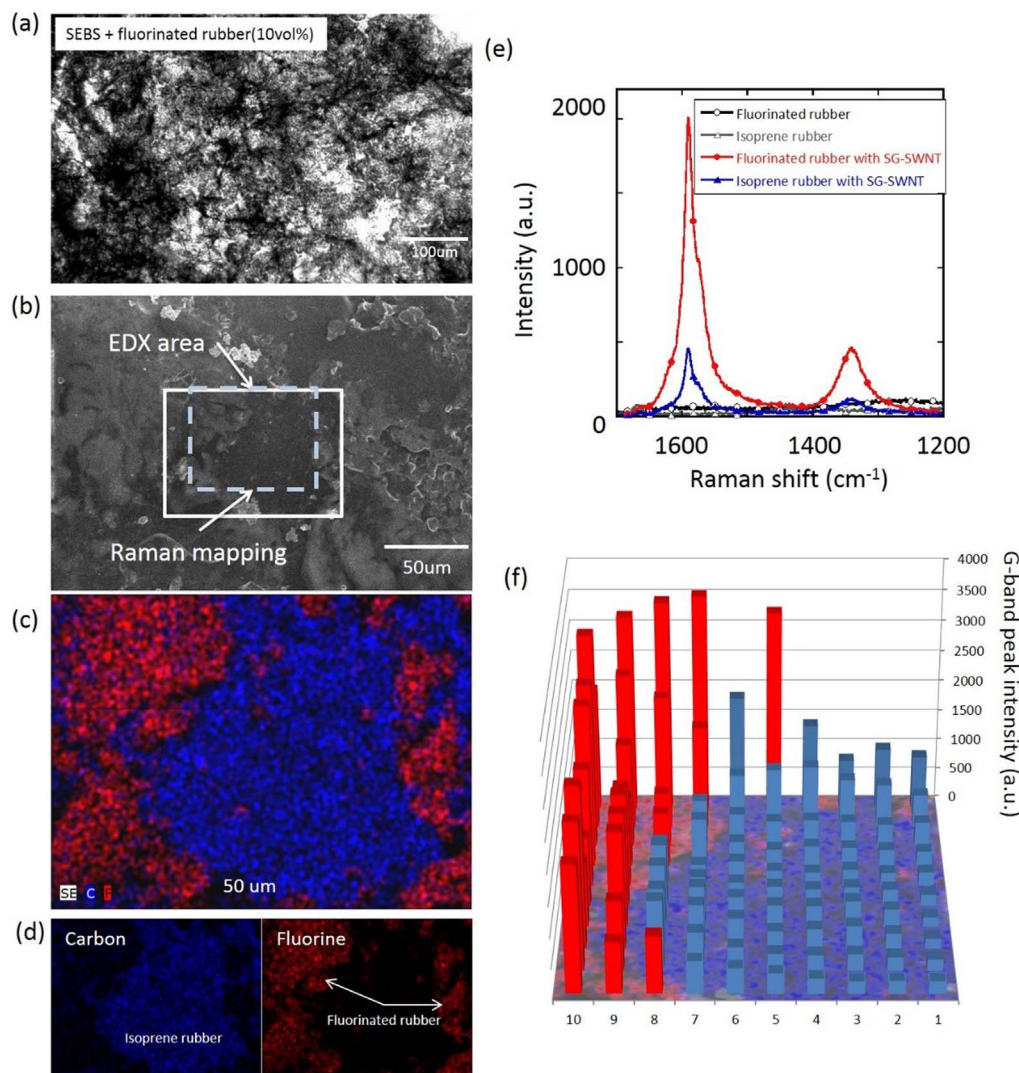 (a)
SEBS + fluorinated rubber(10vol%)
100um
(b)
EDX area
Raman mapping
50um
(c)
50 um
SE C F
(d)
Carbon
Isoprene rubber
Fluorine
Fluorinated rubber
(e)
2000
1000
0
Intensity (a.u.)
Fluorinated rubber
Isoprene rubber
Fluorinated rubber with SG-SWNT
Isoprene rubber with SG-SWNT
1600 1400 1200
Raman shift (cm⁻¹)
(f)
4000
3500
3000
2500
2000
1500
1000
500
0
G-band peak intensity (a.u.)
10 9 8 7 6 5 4 3 2 1